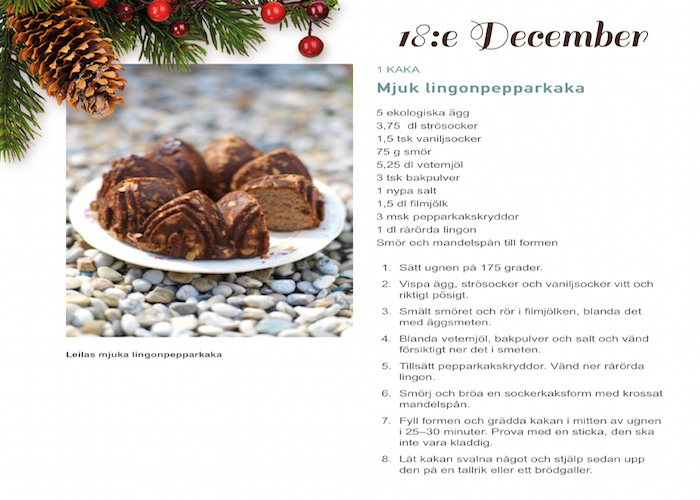 18:e December
1 KAKA
Mjuk lingonpepparkaka
5 ekologiska ägg
3,75 dl strösocker
1,5 tsk vaniljsocker
75 g smör
5,25 dl vetemjöl
3 tsk bakpulver
1 nypa salt
1,5 dl filmjölk
3 msk pepparkakskryddor
1 dl rårörda lingon
Smör och mandelspån till formen
1. Sätt ugnen på 175 grader.
2. Vispa ägg, strösocker och vaniljsocker vitt och
riktigt pösigt.
3. Smält smöret och rör i filmjölken, blanda det
med äggsmeten.
4. Blanda vetemjöl, bakpulver och salt och vänd
försiktigt ner det i smeten.
5. Tillsätt pepparkakskryddor. Vänd ner rårörda
lingon.
6. Smörj och bröa en sockerkaksform med krossat
mandelspån.
7. Fyll formen och grädda kakan i mitten av ugnen
i 25–30 minuter. Prova med en sticka, den ska
inte vara kladdig.
8. Låt kakan svalna något och stjälp sedan upp
den på en tallrik eller ett brödgaller.
Leilas mjuka lingonpepparkaka